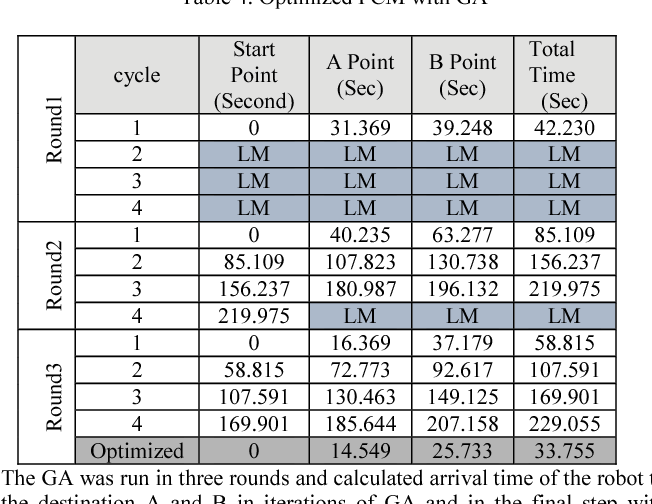 Table 4. Optimized FCM with GA
cycle Start Point (Second) A Point (Sec) B Point (Sec) Total Time (Sec)
Round1
1 0 31.369 39.248 42.230
2 LM LM LM LM
3 LM LM LM LM
4 LM LM LM LM
Round2
1 0 40.235 63.277 85.109
2 85.109 107.823 130.738 156.237
3 156.237 180.987 196.132 219.975
4 219.975 LM LM LM
Round3
1 0 16.369 37.179 58.815
2 58.815 72.773 92.617 107.591
3 107.591 130.463 149.125 169.901
4 169.901 185.644 207.158 229.055
Optimized 0 14.549 25.733 33.755
The GA was run in three rounds and calculated arrival time of the robot
the destination A and B in iterations of GA and in the final step